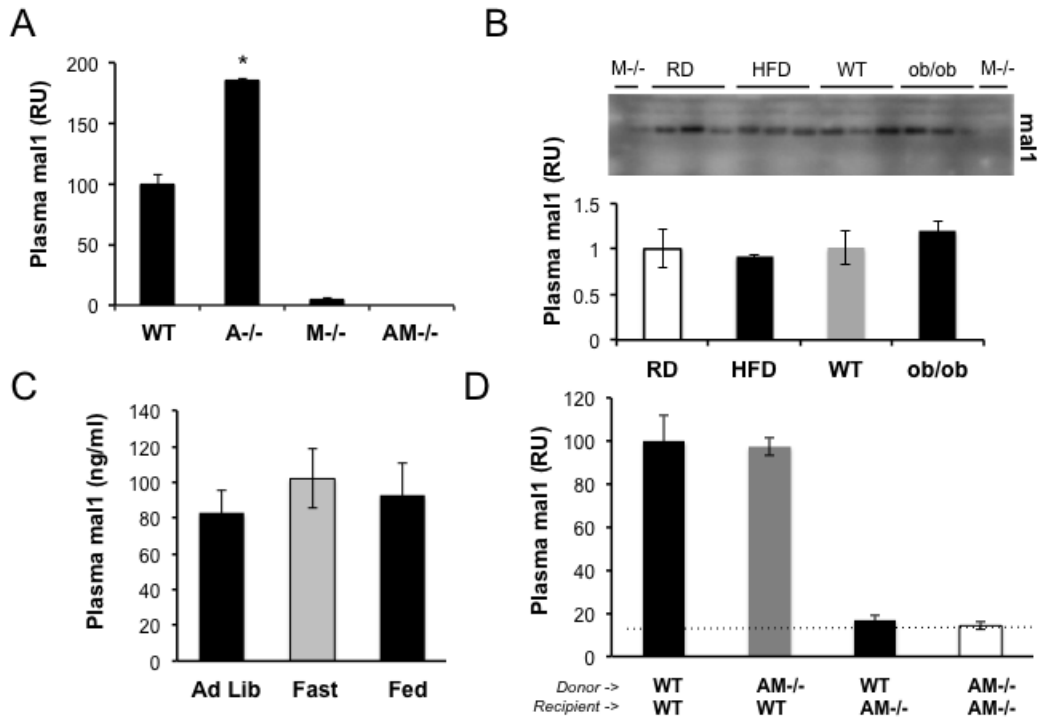 A
Plasma mal1 (RU)
200
150
100
50
0
*
WT A-/- M-/- AM-/-
B
M-/- RD HFD WT ob/ob M-/-
mal1
Plasma mal1 (RU)
1.5
1
0.5
0
RD HFD WT ob/ob
C
Plasma mal1 (ng/ml)
140
120
100
80
60
40
20
0
Ad Lib Fast Fed
D
Plasma mal1 (RU)
120
100
80
60
40
20
0
Donor -> WT AM-/- WT AM-/-
Recipient -> WT WT AM-/- AM-/-